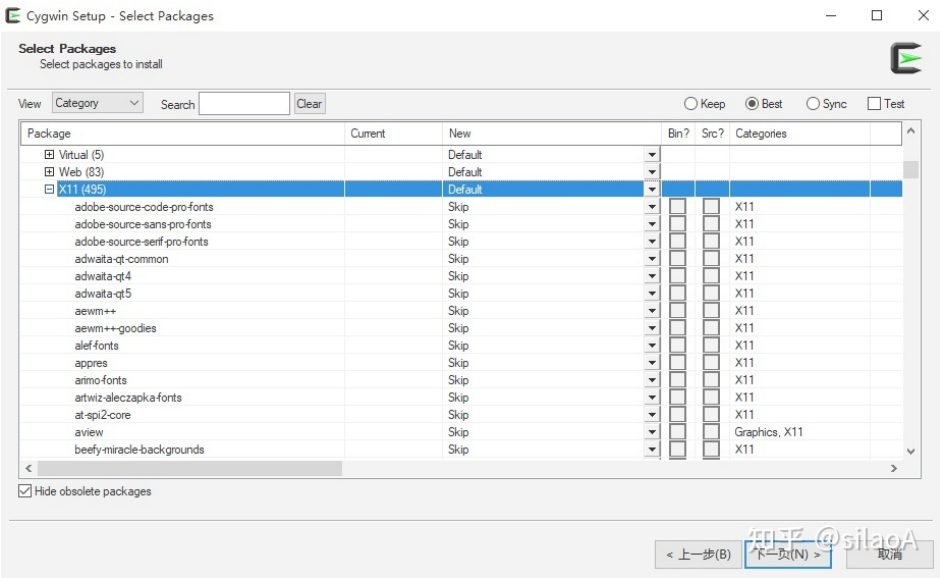 Cygwin Setup - Select Packages
Select Packages
Select packages to install
View Category Search Clear Keep Best Sync Test
Package Current New Bin? Src? Categories
Virtual (5) Default
Web (83) Default
X11 (495) Default
adobe-source-code-pro-fonts Skip X11
adobe-source-sans-pro-fonts Skip X11
adobe-source-serif-pro-fonts Skip X11
adwaita-qt-common Skip X11
adwaita-qt4 Skip X11
adwaita-qt5 Skip X11
aewm++ Skip X11
aewm++-goodies Skip X11
alef-fonts Skip X11
appres Skip X11
arimo-fonts Skip X11
artwiz-aleczapka-fonts Skip X11
at-spi2-core Skip X11
aview Skip Graphics, X11
beefy-miracle-backgrounds Skip X11
Hide obsolete packages
< 上一步(B) 下一页(N) > 取消
知乎 @silaoA